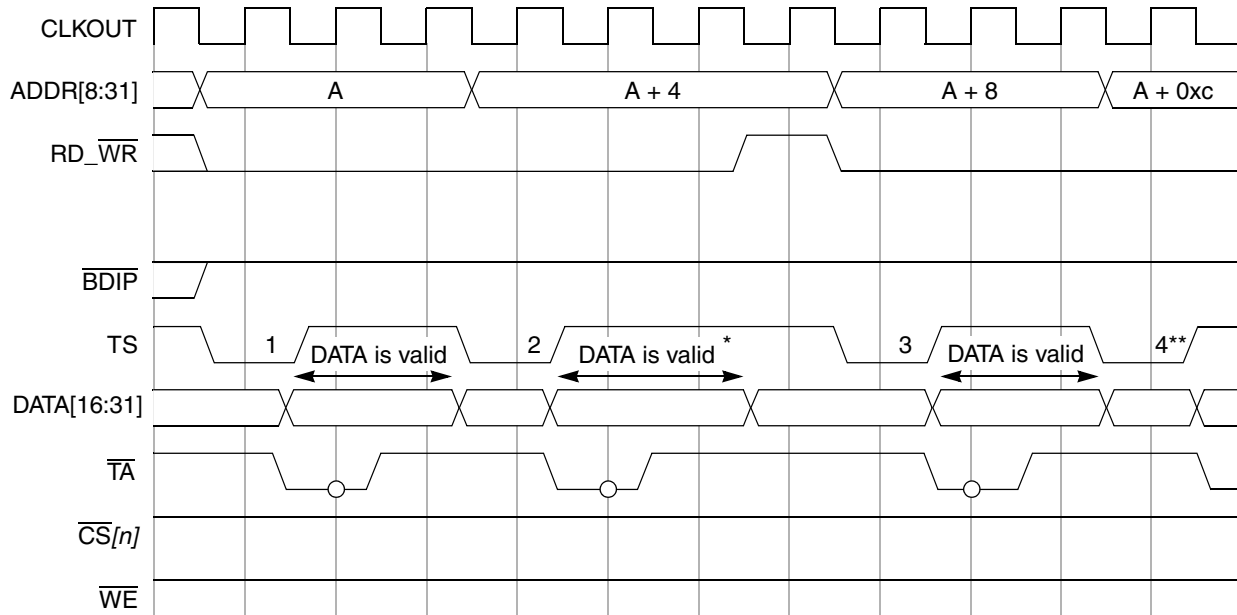 CLKOUT
ADDR[8:31]
A
A + 4
A + 8
A + 0xc
RD_WR
BDIP
TS
1
DATA is valid
2
DATA is valid *
3
DATA is valid
4**
DATA[16:31]
TA
CS[n]
WE